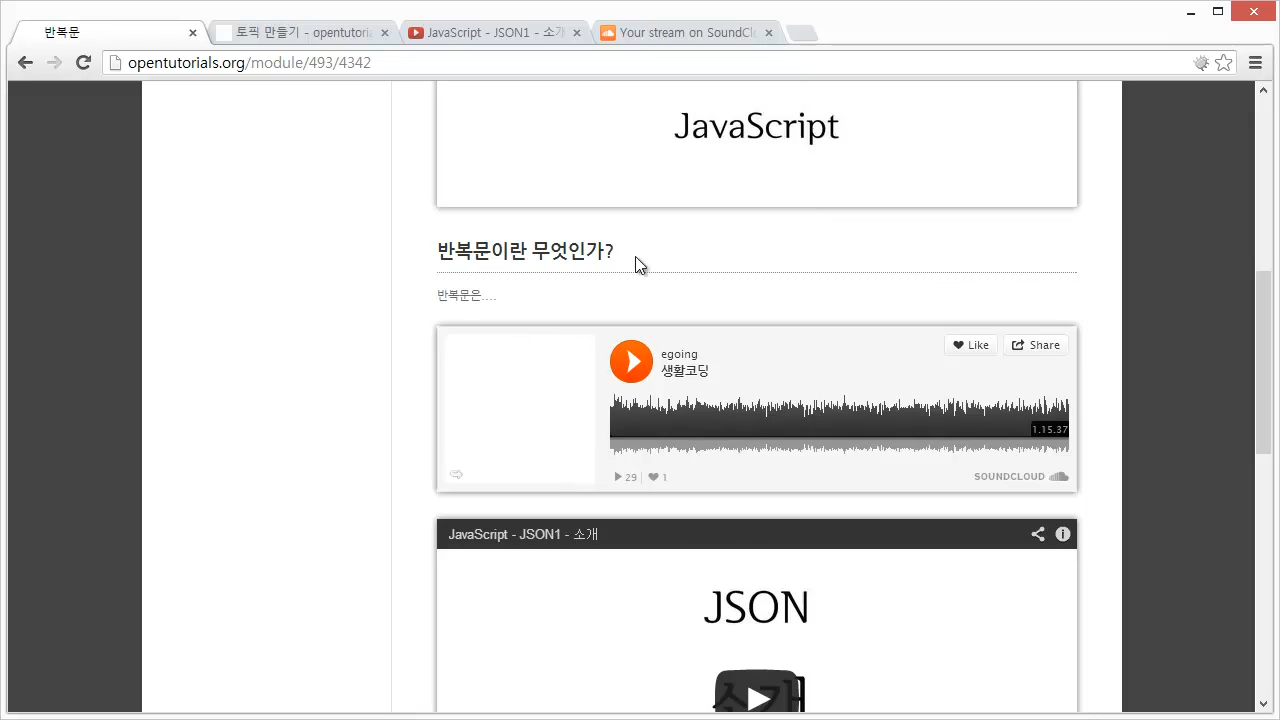 반복문
토픽 만들기 - opentutoria
JavaScript - JSON1 - 소개
Your stream on SoundCl
opentutorials.org/module/493/4342
JavaScript
반복문이란 무엇인가?
반복문은....
egoing
생활코딩
Like
Share
1.15.37
29
1
SOUNDCLOUD
JavaScript - JSON1 - 소개
JSON
소개